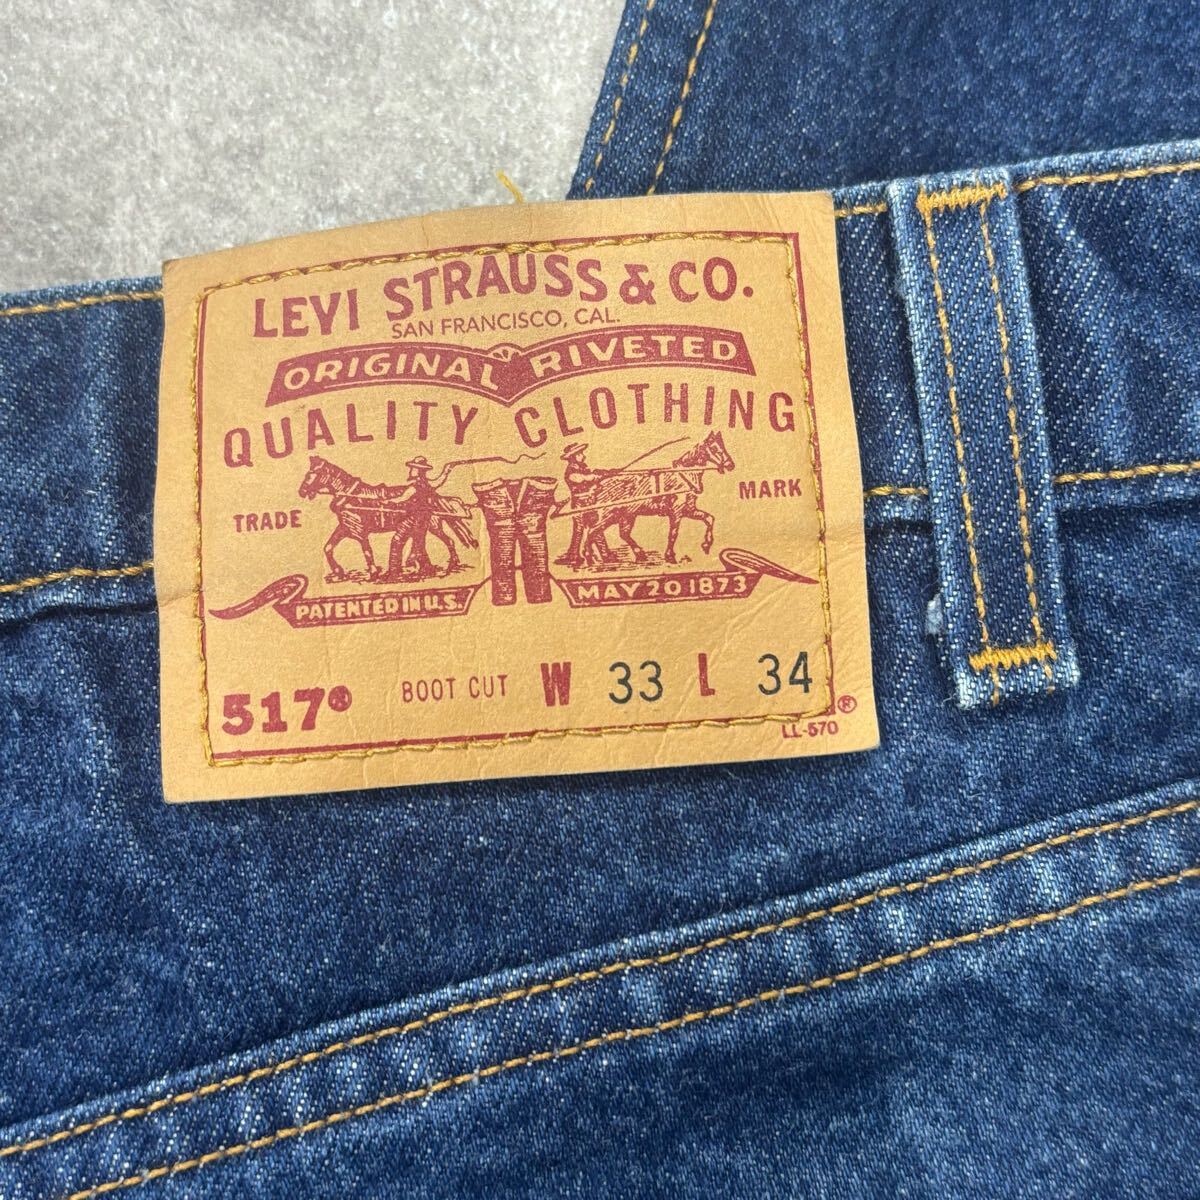 LEVI STRAUSS & CO.
SAN FRANCISCO, CAL.
ORIGINAL RIVETED
QUALITY CLOTHING
TRADE MARK
PATENTED IN U.S. MAY 20 1873
517® BOOT CUT W 33 L 34
®
LL-570